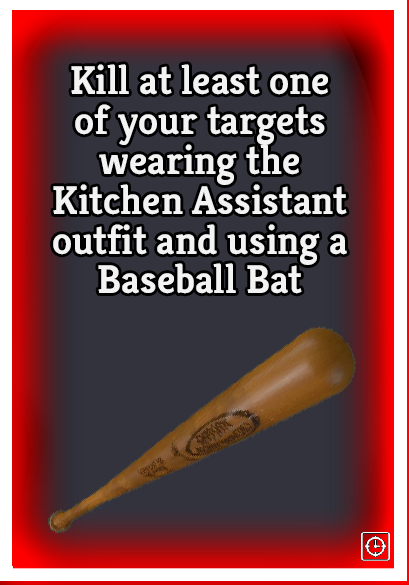 Kill at least one
of your targets
wearing the
Kitchen Assistant
outfit and using a
Baseball Bat